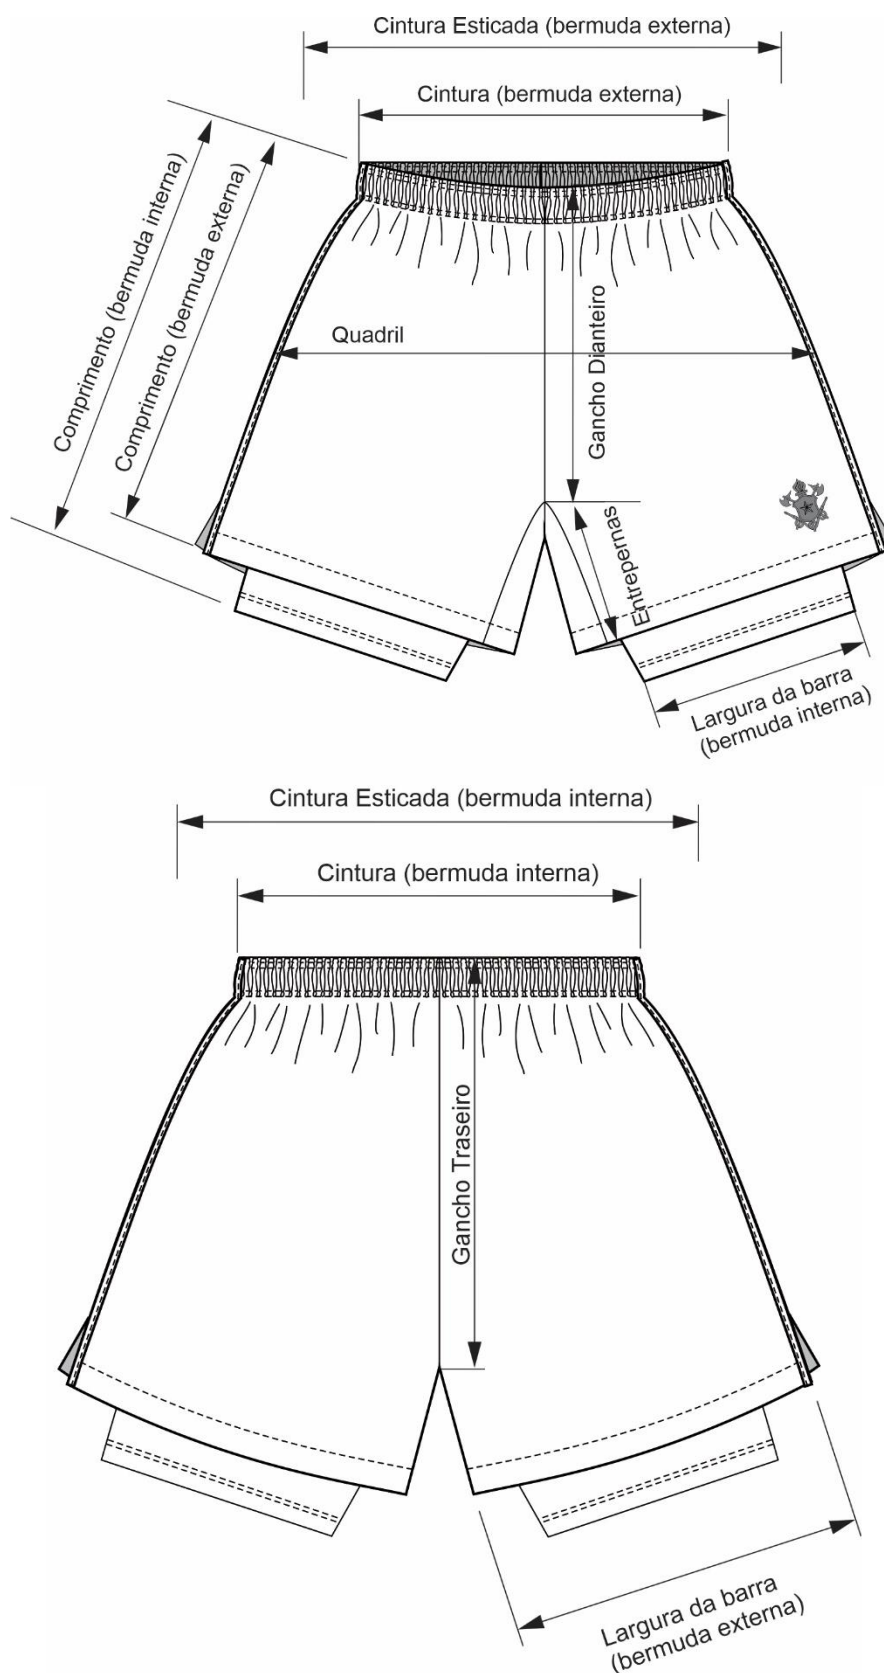 Cintura Esticada (bermuda externa)
Cintura (bermuda externa)
Comprimento (bermuda interna)
Comprimento (bermuda externa)
Quadril
Gancho Dianteiro
Entrepernas
Largura da barra
(bermuda interna)
Cintura Esticada (bermuda interna)
Cintura (bermuda interna)
Gancho Traseiro
Largura da barra
(bermuda externa)